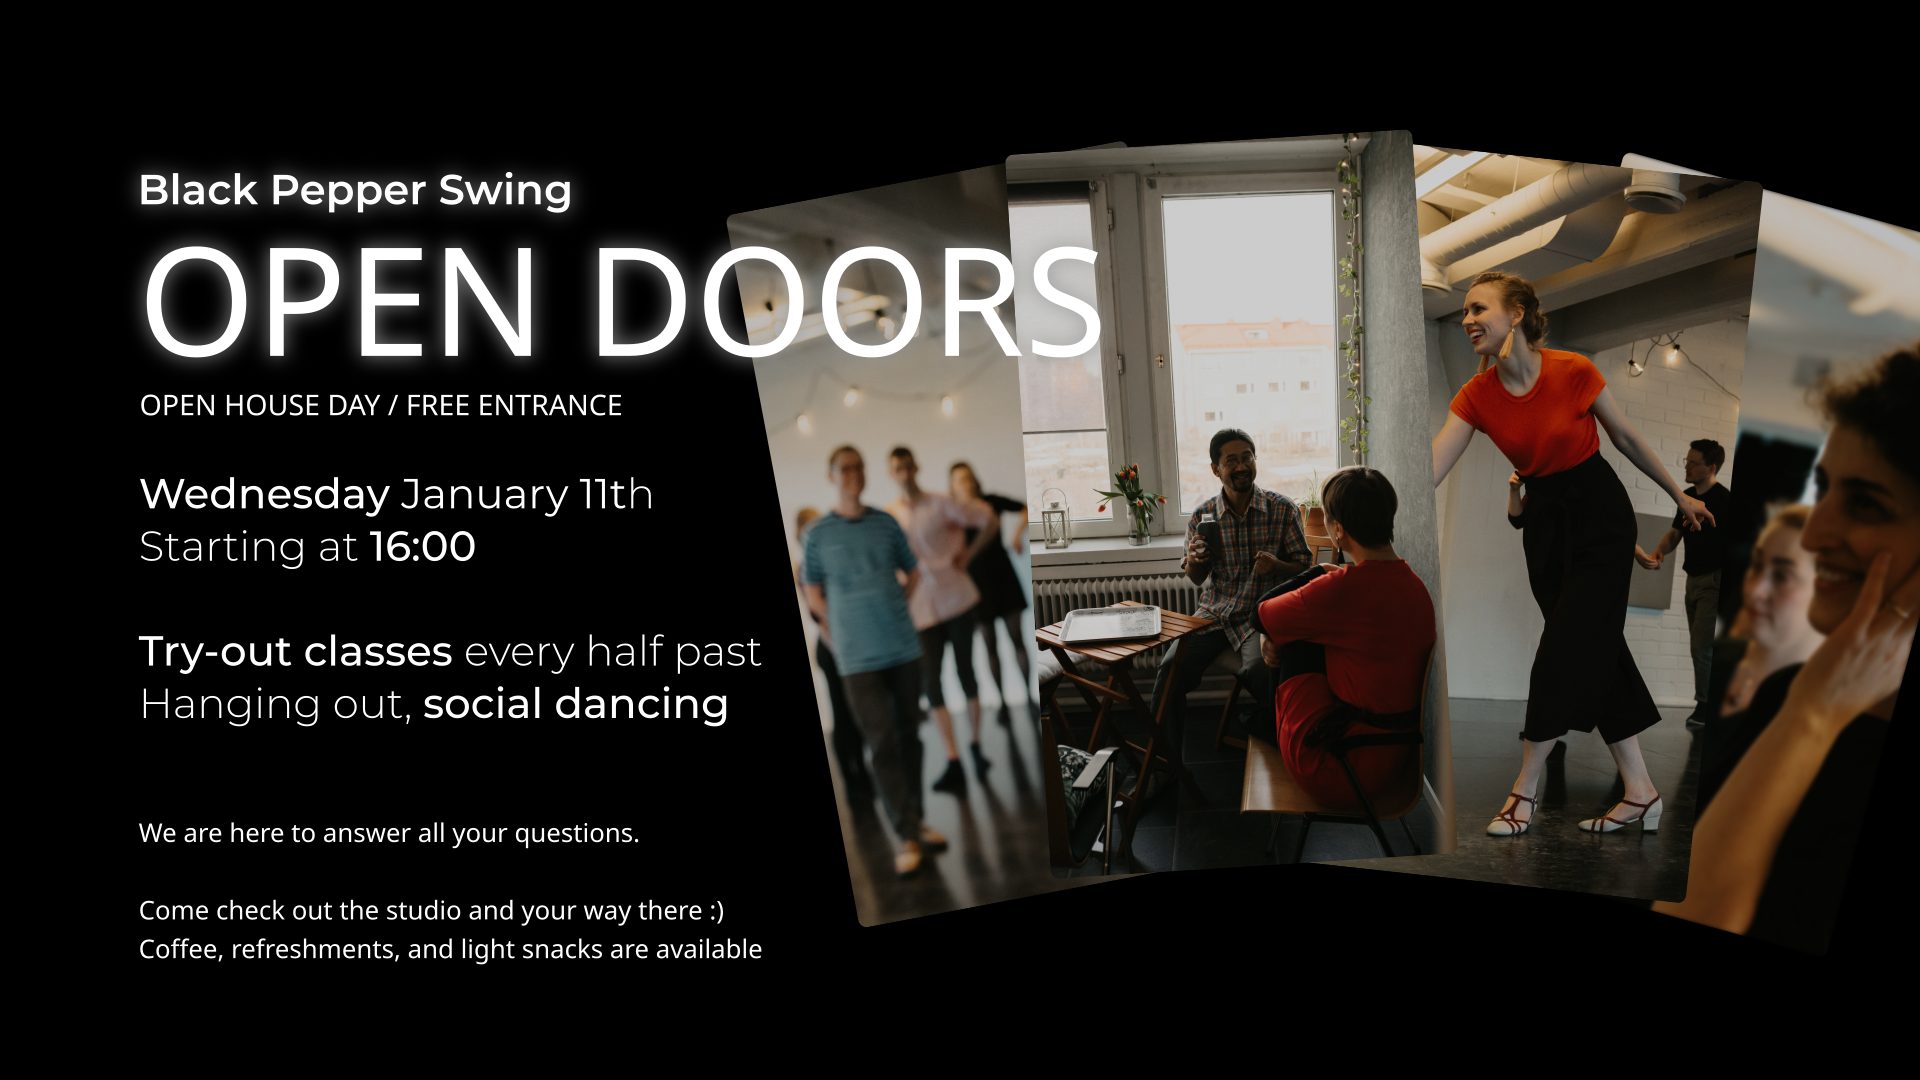 Black Pepper Swing
OPEN DOORS
OPEN HOUSE DAY / FREE ENTRANCE
Wednesday January 11th
Starting at 16:00
Try-out classes every half past
Hanging out, social dancing
We are here to answer all your questions.
Come check out the studio and your way there :)
Coffee, refreshments, and light snacks are available